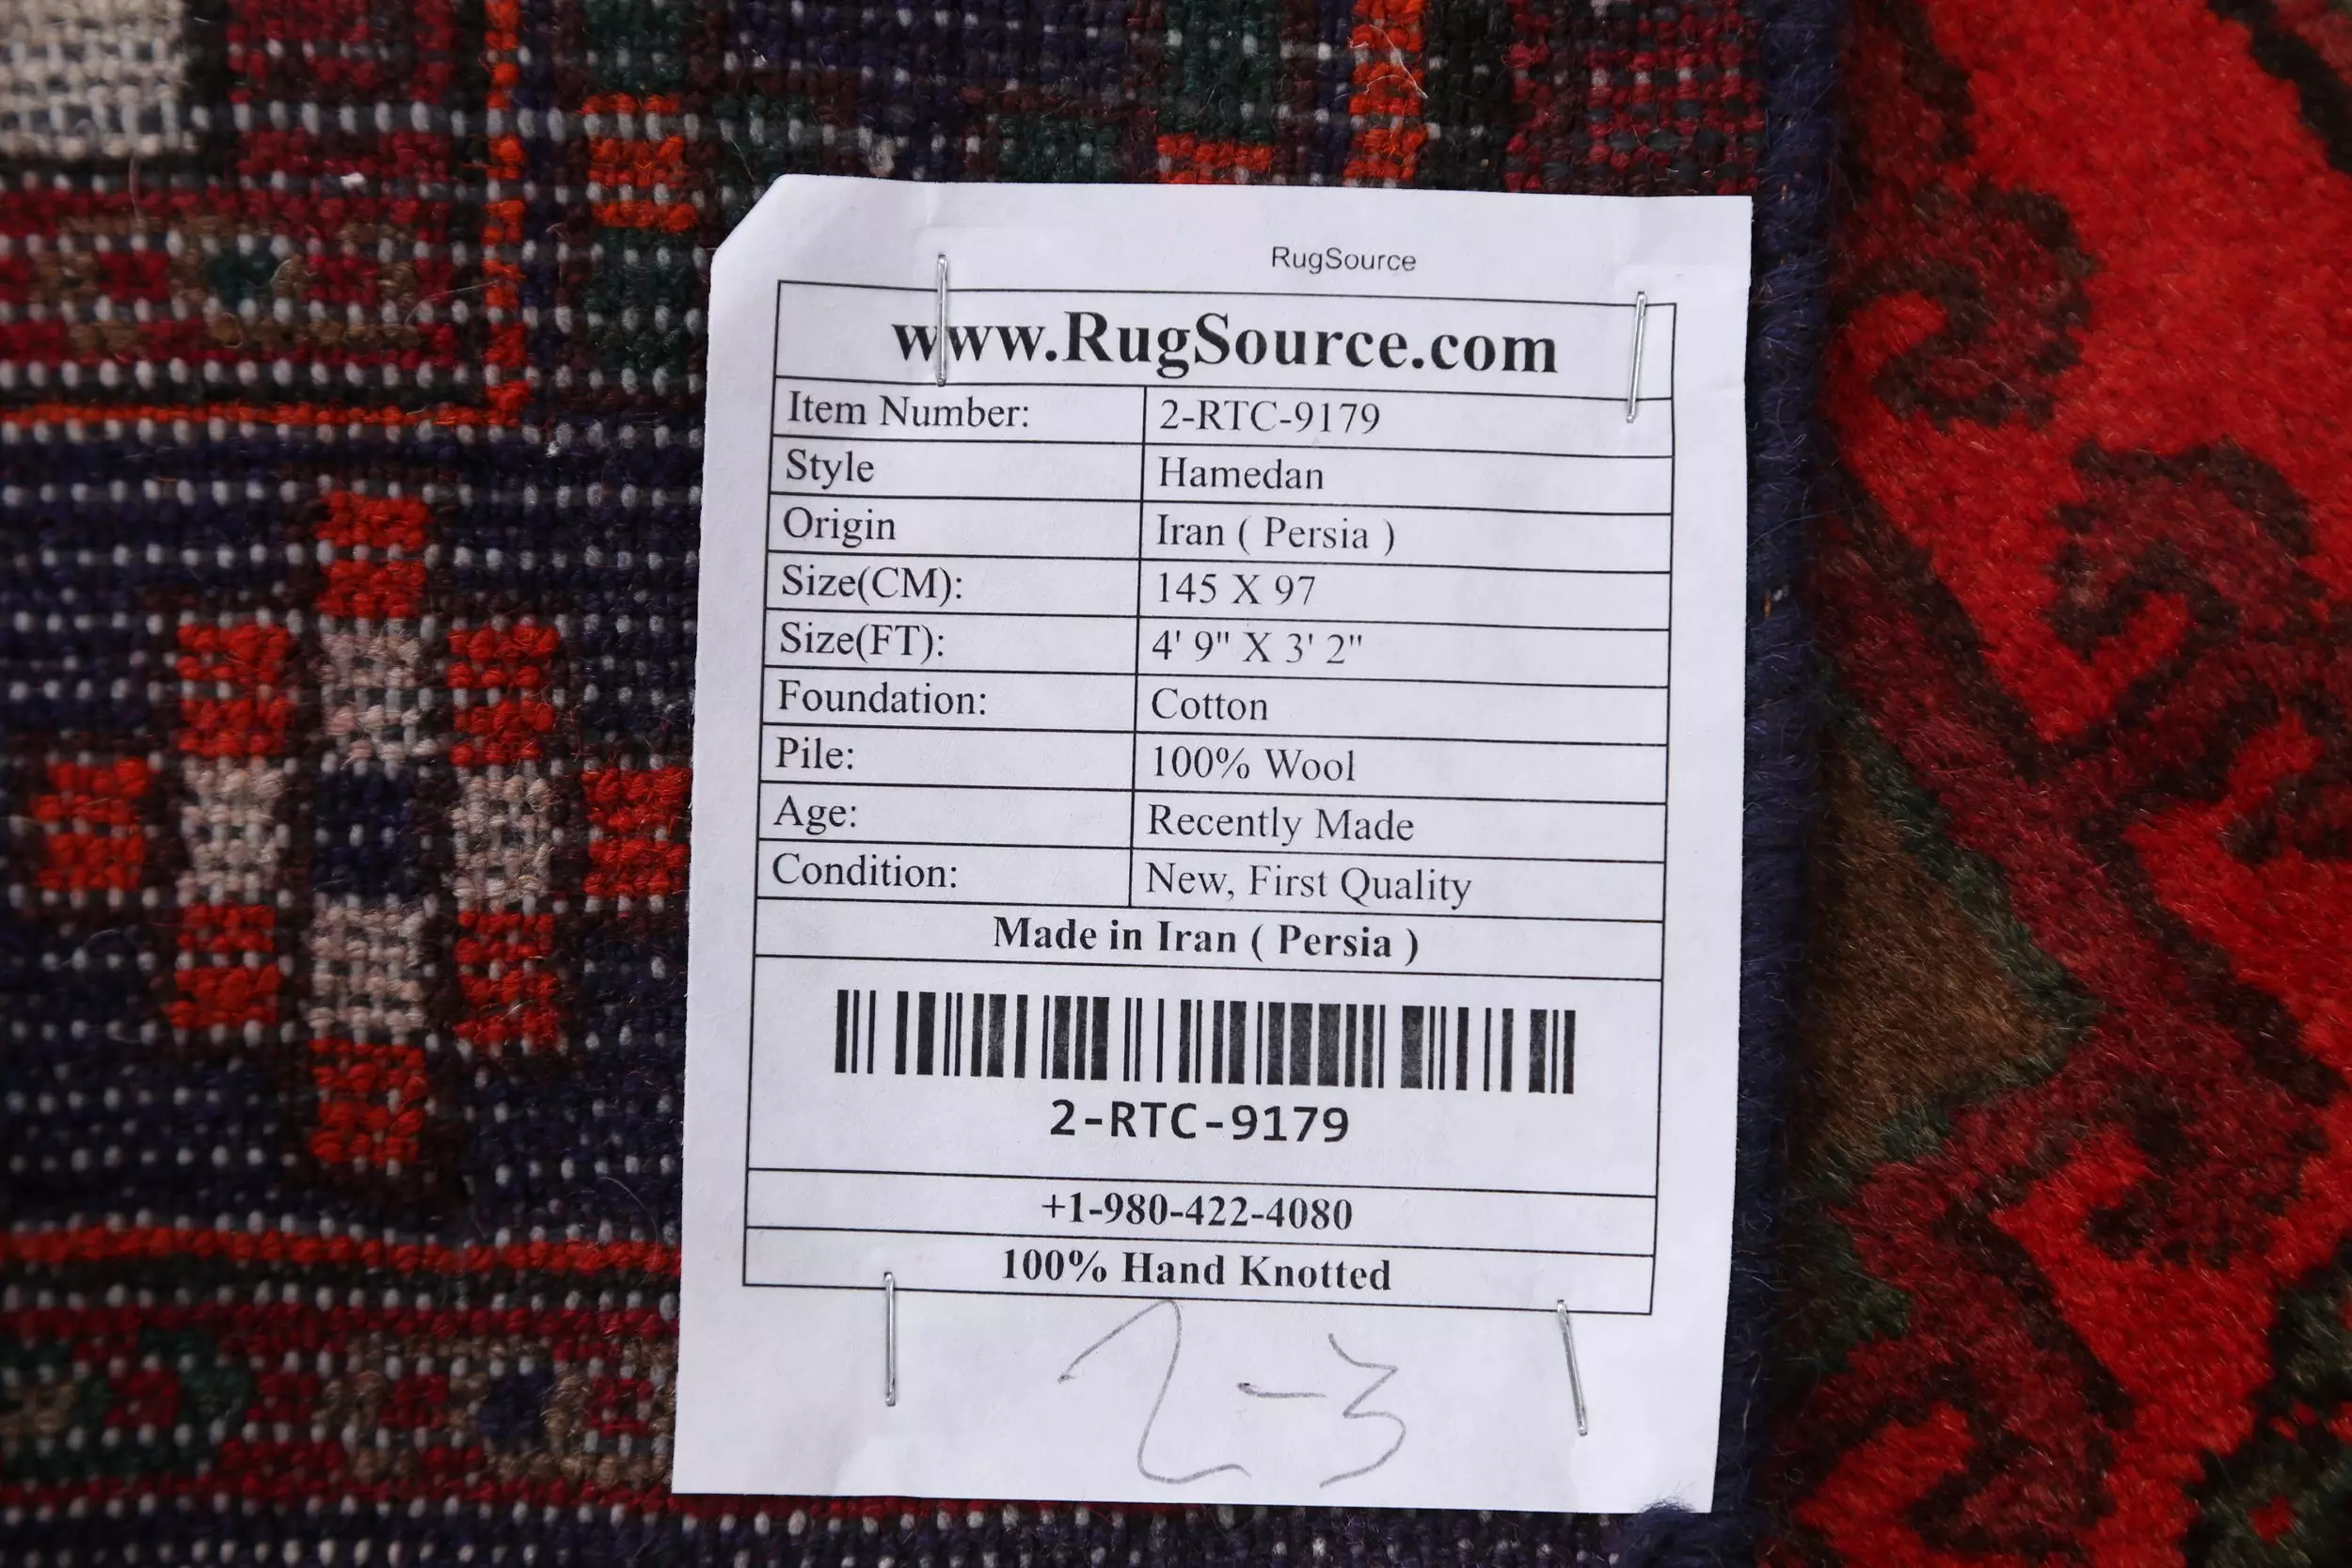 RugSource
www.RugSource.com
Item Number: 2-RTC-9179
Style Hamedan
Origin Iran ( Persia )
Size(CM): 145 X 97
Size(FT): 4' 9" X 3' 2"
Foundation: Cotton
Pile: 100% Wool
Age: Recently Made
Condition: New, First Quality
Made in Iran ( Persia )
2-RTC-9179
+1-980-422-4080
100% Hand Knotted
2-3